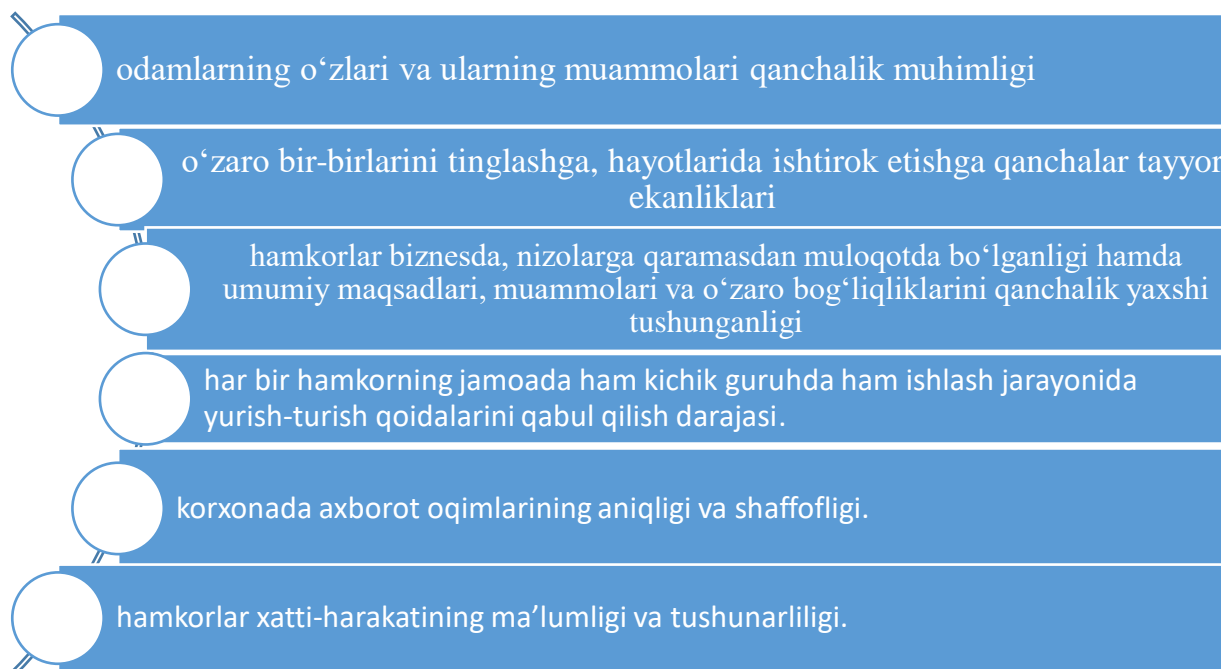 odamlarning o‘zlari va ularning muammolari qanchalik muhimligi
o‘zaro bir-birlarini tinglashga, hayotlarida ishtirok etishga qanchalar tayyor
ekanliklari
hamkorlar biznesda, nizolarga qaramasdan muloqotda bo‘lganligi hamda
umumiy maqsadlari, muammolari va o‘zaro bog‘liqliklarini qanchalik yaxshi
tushunganligi
har bir hamkorning jamoada ham kichik guruhda ham ishlash jarayonida
yurish-turish qoidalarini qabul qilish darajasi.
korxonada axborot oqimlarining aniqligi va shaffofligi.
hamkorlar xatti-harakatining ma’lumligi va tushunarliligi.